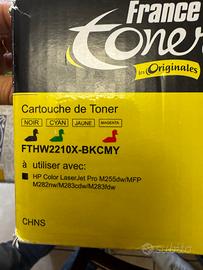 France
toner
les Originales
Cartouche de Toner
NOIR CYAN JAUNE MAGENTA
FTHW2210X-BKCMY
à utiliser avec:
HP Color LaserJet Pro M255dw/MFP
M282nw/M283cdw/M283fdw
CHNS
subito